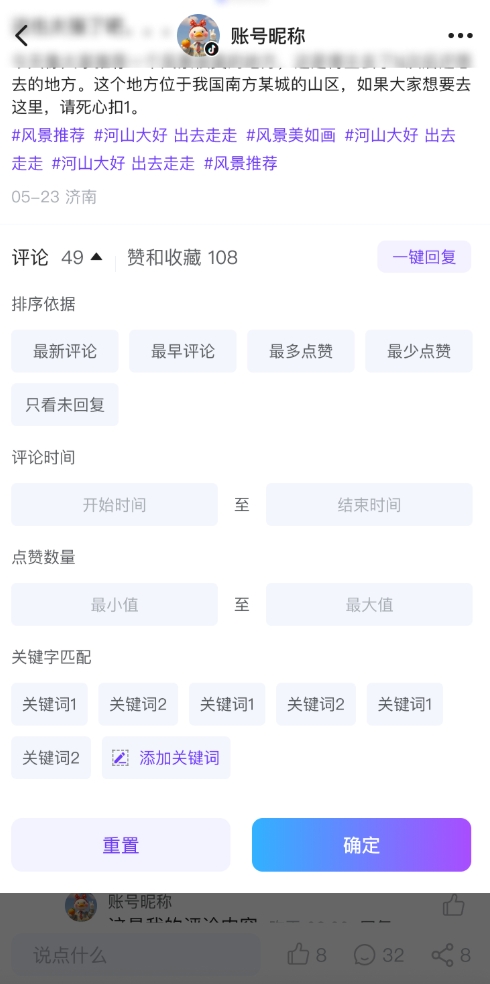 账号昵称
去的地方。这个地方位于我国南方某城的山区，如果大家想要去
这里，请死心扣1。
#风景推荐 #河山大好 出去走走 #风景美如画 #河山大好 出去
走走 #河山大好 出去走走 #风景推荐
05-23 济南
评论 49 赞和收藏 108 一键回复
排序依据
最新评论 最早评论 最多点赞 最少点赞
只看未回复
评论时间
开始时间 至 结束时间
点赞数量
最小值 至 最大值
关键字匹配
关键词1 关键词2 关键词1 关键词2 关键词1
关键词2 添加关键词
重置 确定
账号昵称
这是我的评论内容
说点什么 8 32 8